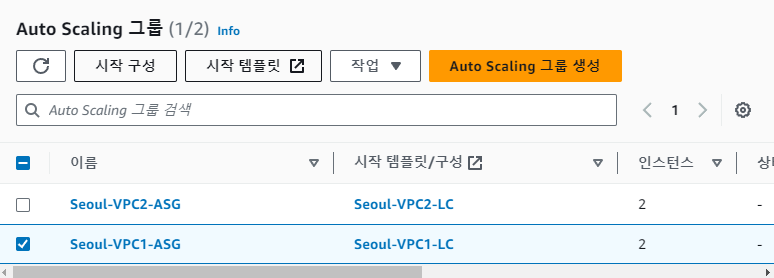 Auto Scaling 그룹 (1/2) Info
시작 구성 시작 템플릿 작업 Auto Scaling 그룹 생성
Auto Scaling 그룹 검색 1
이름 시작 템플릿/구성 인스턴스
Seoul-VPC2-ASG Seoul-VPC2-LC 2 -
Seoul-VPC1-ASG Seoul-VPC1-LC 2 -